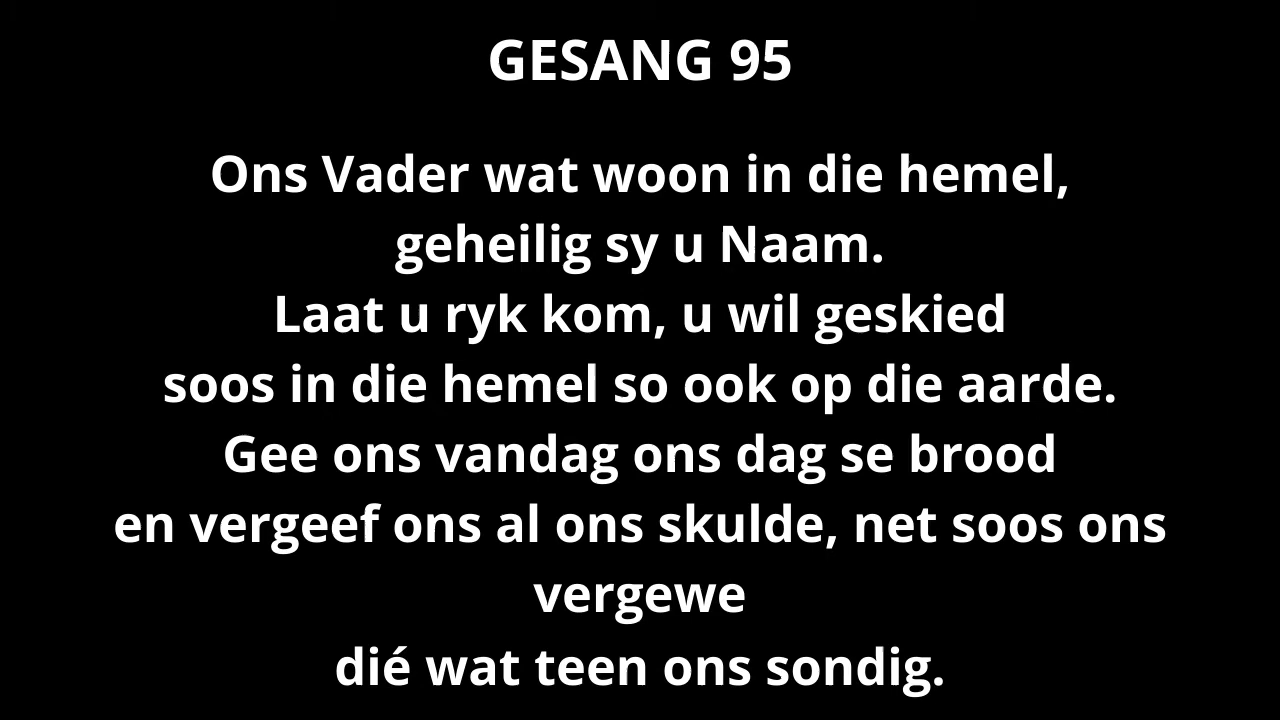 GESANG 95
Ons Vader wat woon in die hemel,
geheilig sy u Naam.
Laat u ryk kom, u wil geskied
soos in die hemel so ook op die aarde.
Gee ons vandag ons dag se brood
en vergeef ons al ons skulde, net soos ons
vergewe
dié wat teen ons sondig.